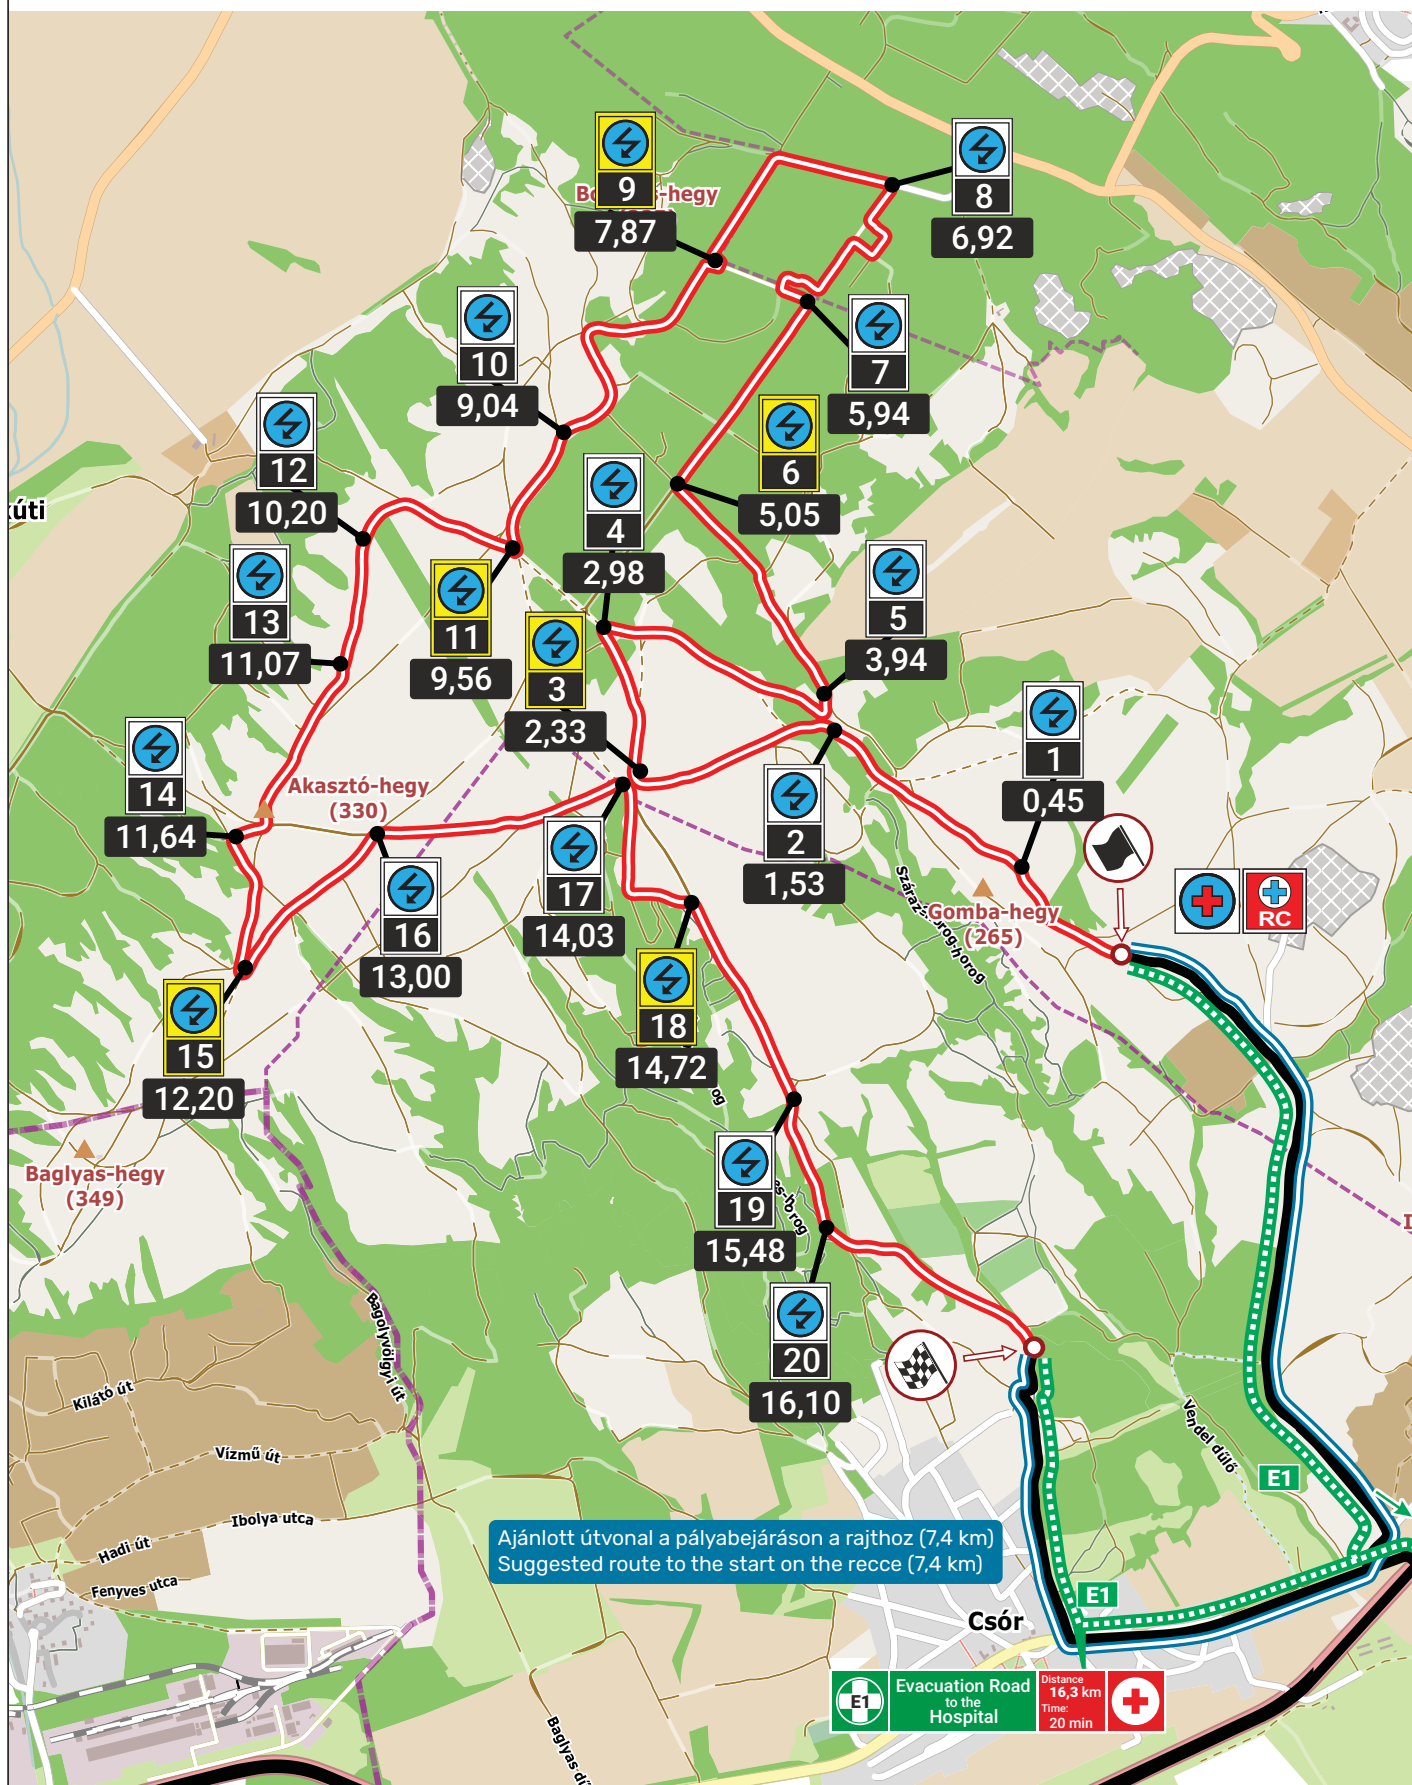 9
7,87
8
6,92
10
9,04
7
5,94
12
10,20
6
5,05
4
2,98
kúti
13
11,07
11
9,56
5
3,94
3
2,33
1
0,45
14
11,64
Akasztó-hegy
(330)
2
1,53
17
14,03
16
13,00
Gomba-hegy
(265)
RC
18
14,72
15
12,20
Baglyas-hegy
(349)
19
15,48
20
16,10
Bagolyvölgyi út
Kilátó út
Vízmű út
Ibolya utca
Hadi út
Fenyves utca
Vendel dűlő
E1
Ajánlott útvonal a pályabejáráson a rajthoz (7,4 km)
Suggested route to the start on the recce (7,4 km)
E1
Csór
E1
Evacuation Road
to the
Hospital
Distance
16,3 km
Time:
20 min
Baglyas